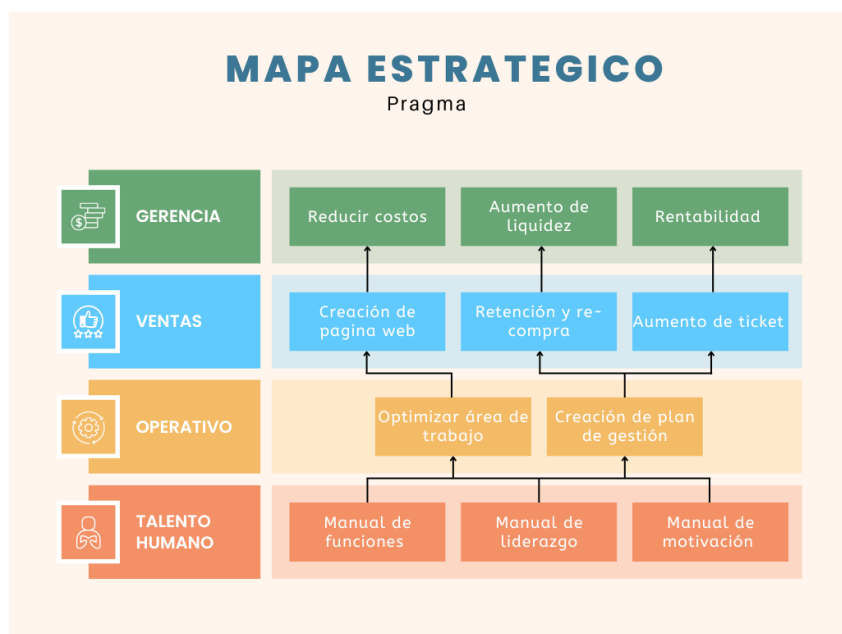 MAPA ESTRATEGICO
Pragma
GERENCIA
Reducir costos
Aumento de
liquidez
Rentabilidad
VENTAS
Creación de
pagina web
Retención y re-
compra
Aumento de ticket
OPERATIVO
Optimizar área de
trabajo
Creación de plan
de gestión
TALENTO
HUMANO
Manual de
funciones
Manual de
liderazgo
Manual de
motivación